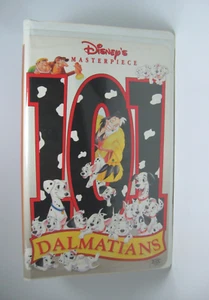 DISNEY'S
MASTERPIECE
101
DALMATIANS